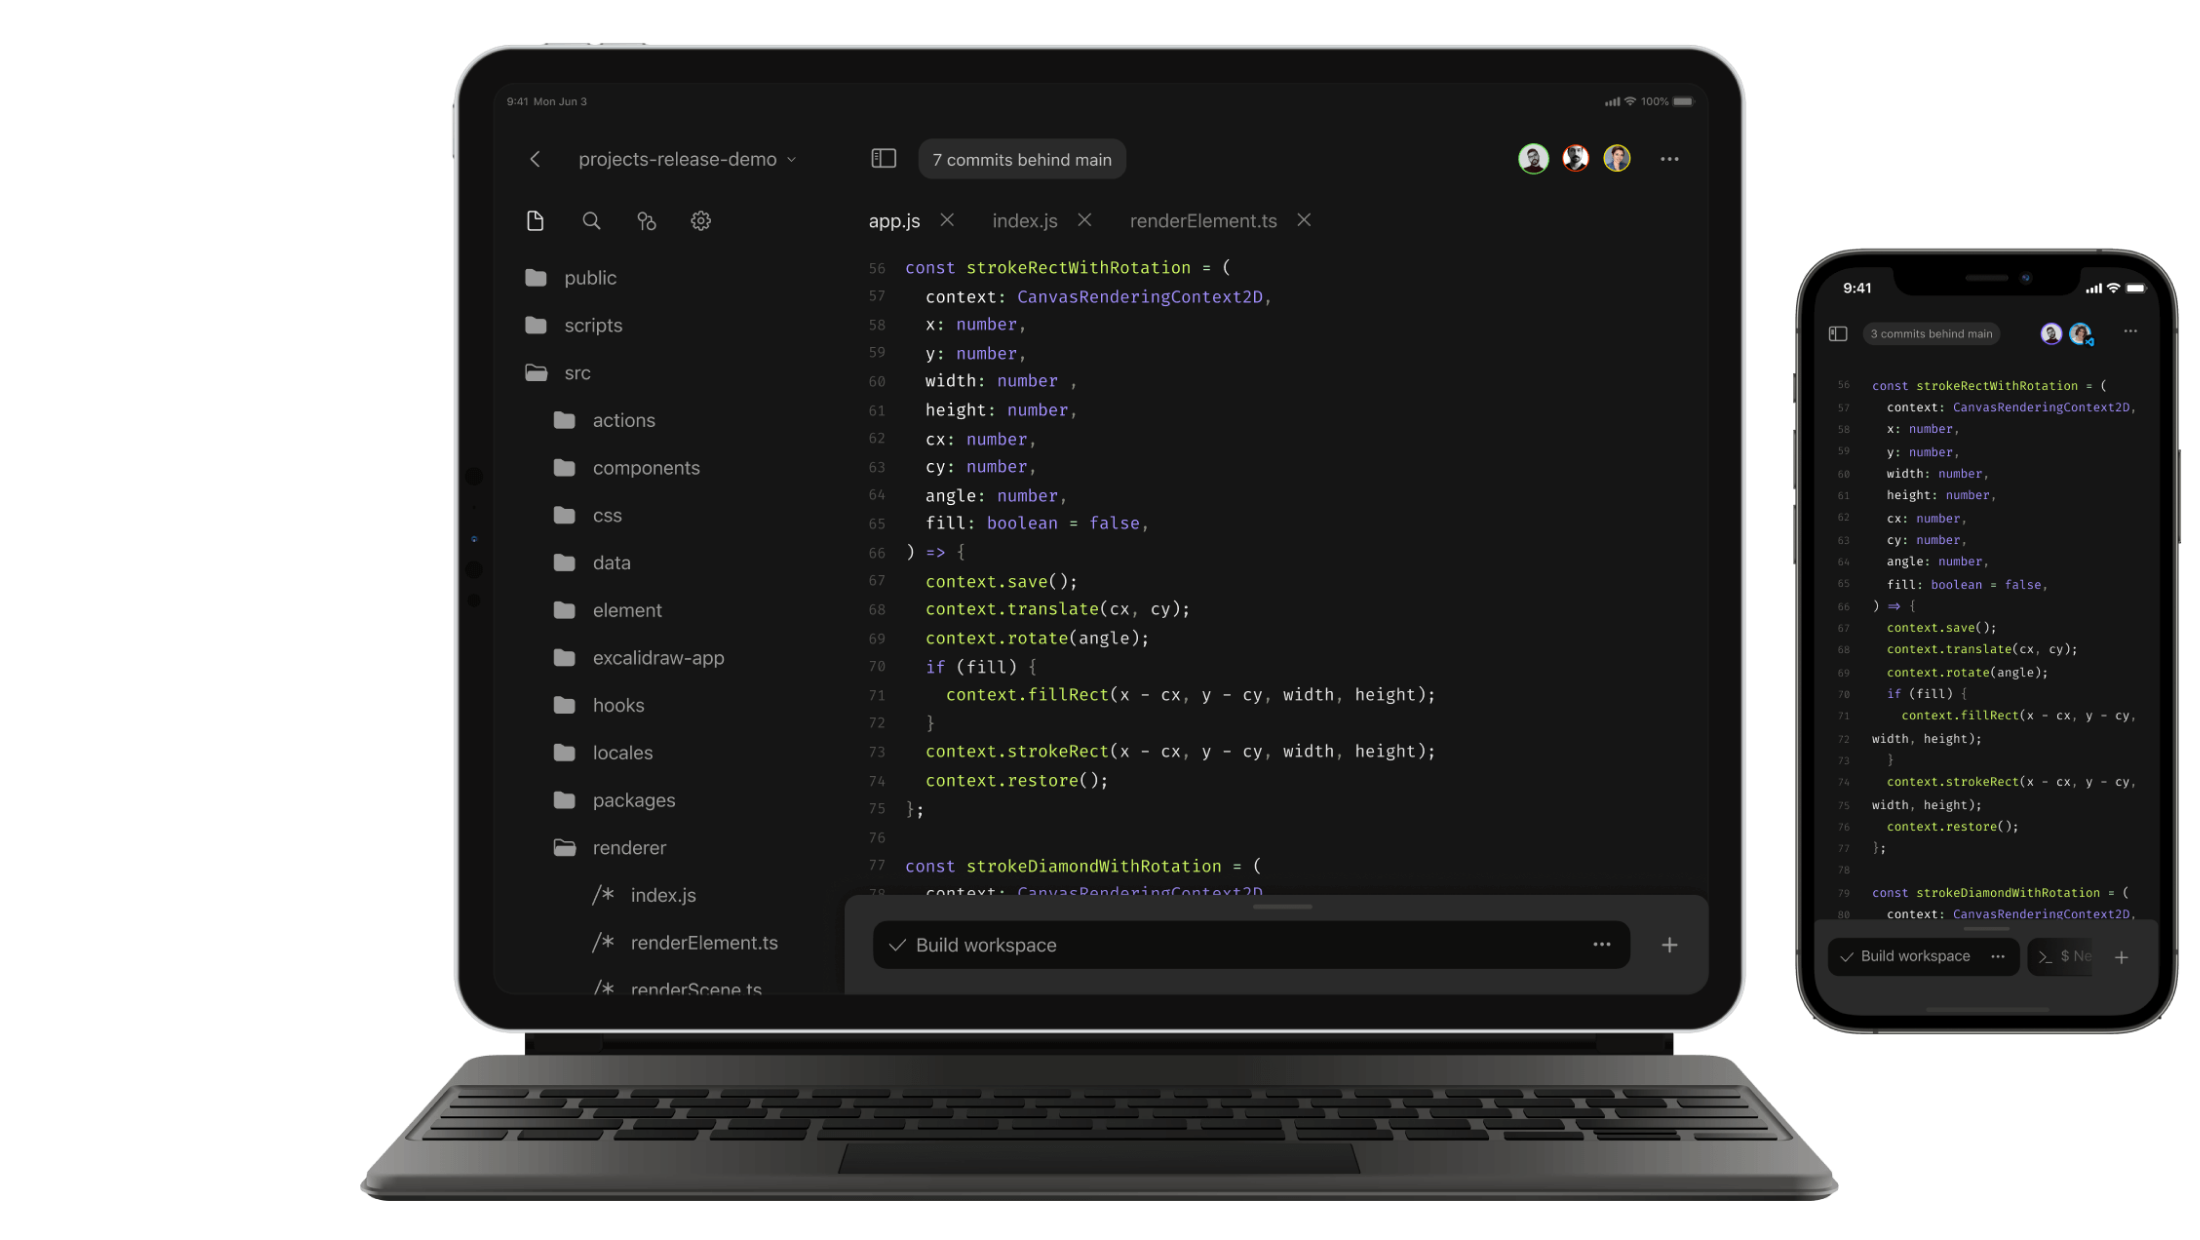 9:41 Mon Jun 3
100%
projects-release-demo
7 commits behind main
app.js
index.js
renderElement.ts
public
scripts
src
actions
components
css
data
element
excalidraw-app
hooks
locales
packages
renderer
/* index.js
/* renderElement.ts
/* renderScene.ts
56 const strokeRectWithRotation = (
57 context: CanvasRenderingContext2D,
58 x: number,
59 y: number,
60 width: number ,
61 height: number,
62 cx: number,
63 cy: number,
64 angle: number,
65 fill: boolean = false,
66 ) => {
67 context.save();
68 context.translate(cx, cy);
69 context.rotate(angle);
70 if (fill) {
71 context.fillRect(x - cx, y - cy, width, height);
72 }
73 context.strokeRect(x - cx, y - cy, width, height);
74 context.restore();
75 };
76
77 const strokeDiamondWithRotation = (
78 context: CanvasRenderingContext2D
Build workspace
9:41
3 commits behind main
56 const strokeRectWithRotation = (
57 context: CanvasRenderingContext2D,
58 x: number,
59 y: number,
60 width: number,
61 height: number,
62 cx: number,
63 cy: number,
64 angle: number,
65 fill: boolean = false,
66 ) => {
67 context.save();
68 context.translate(cx, cy);
69 context.rotate(angle);
70 if (fill) {
71 context.fillRect(x - cx, y - cy,
72 width, height);
73 }
74 context.strokeRect(x - cx, y - cy,
75 width, height);
76 context.restore();
77 };
78
79 const strokeDiamondWithRotation = (
80 context: CanvasRenderingContext2D,
Build workspace
$ Ne